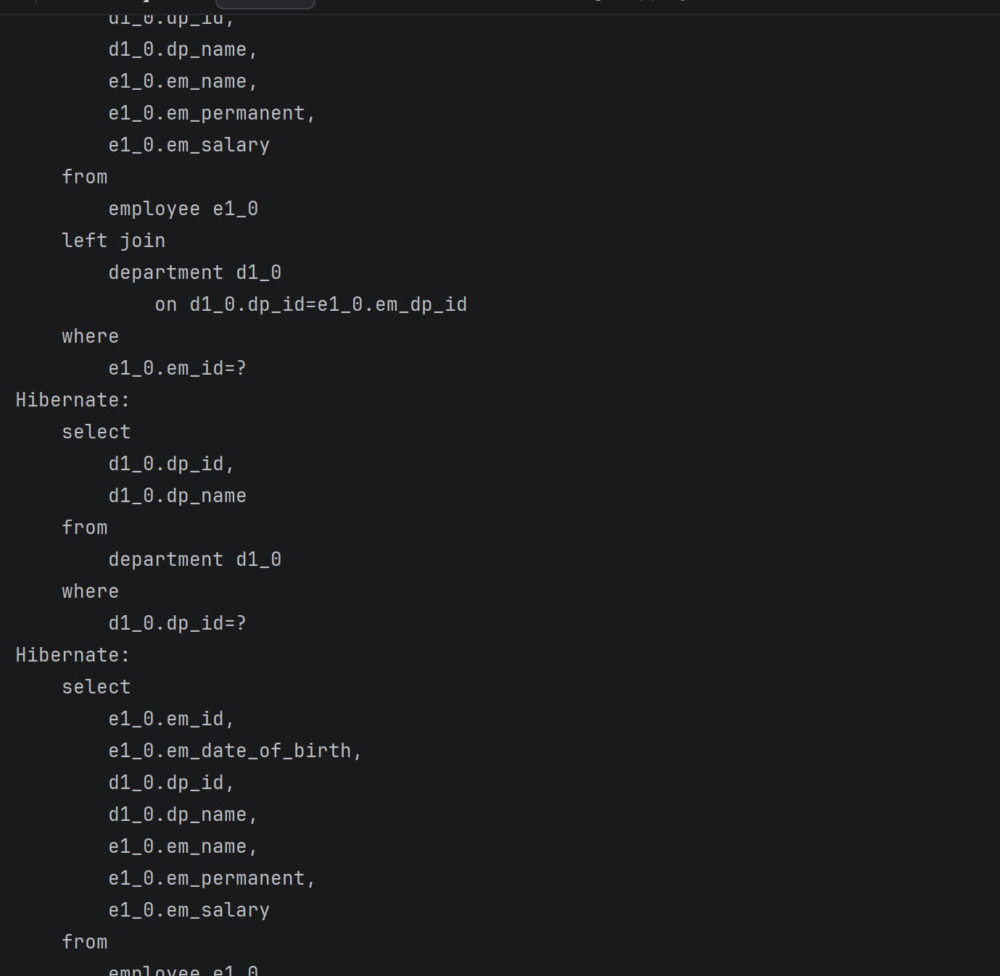 d1_0.dp_id,
d1_0.dp_name,
e1_0.em_name,
e1_0.em_permanent,
e1_0.em_salary
from
employee e1_0
left join
department d1_0
on d1_0.dp_id=e1_0.em_dp_id
where
e1_0.em_id=?
Hibernate:
select
d1_0.dp_id,
d1_0.dp_name
from
department d1_0
where
d1_0.dp_id=?
Hibernate:
select
e1_0.em_id,
e1_0.em_date_of_birth,
d1_0.dp_id,
d1_0.dp_name,
e1_0.em_name,
e1_0.em_permanent,
e1_0.em_salary
from
employee e1_0